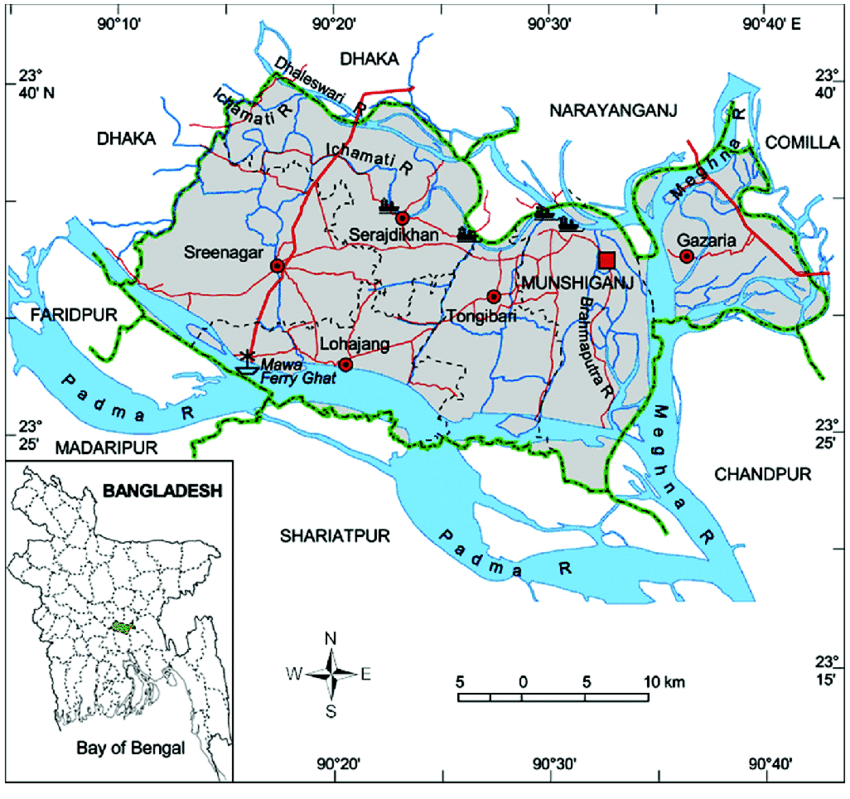 90°10'
90°20'
90°30'
90°40' E
23°
40' N
23°
40'
DHAKA
Dhaleswari R
Ichamati R
NARAYANGANJ
COMILLA
DHAKA
Meghna R
Ichamati R
Serajdikhan
Gazaria
Sreenagar
MUNSHIGANJ
FARIDPUR
Tongibari
Brahmaputra R
Lohajang
Mawa
Ferry Ghat
Padma R
23°
25'
23°
25'
MADARIPUR
Meghna R
CHANDPUR
BANGLADESH
SHARIATPUR
Padma R
N
W E
S
23°
15'
5 0 5 10 km
Bay of Bengal
90°20'
90°30'
90°40'